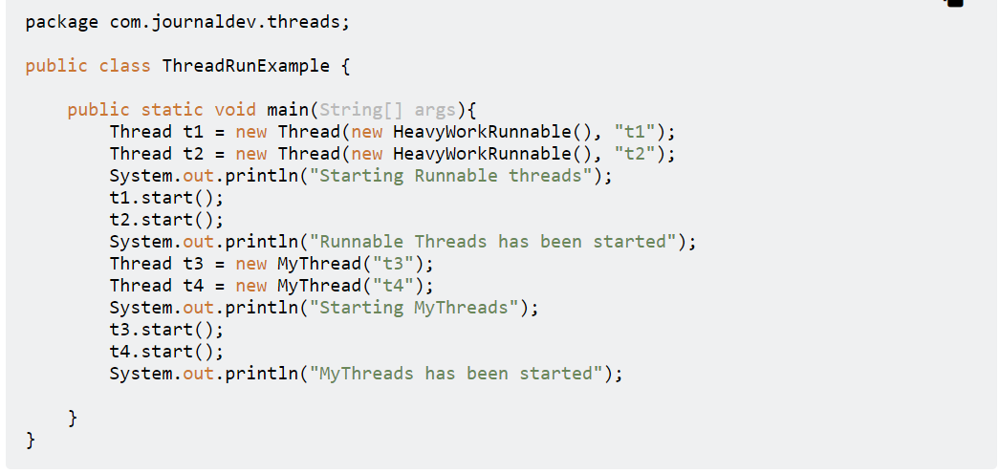 package com.journaldev.threads;
public class ThreadRunExample {
public static void main(String[] args){
Thread t1 = new Thread(new HeavyWorkRunnable(), "t1");
Thread t2 = new Thread(new HeavyWorkRunnable(), "t2");
System.out.println("Starting Runnable threads");
t1.start();
t2.start();
System.out.println("Runnable Threads has been started");
Thread t3 = new MyThread("t3");
Thread t4 = new MyThread("t4");
System.out.println("Starting MyThreads");
t3.start();
t4.start();
System.out.println("MyThreads has been started");
}
}